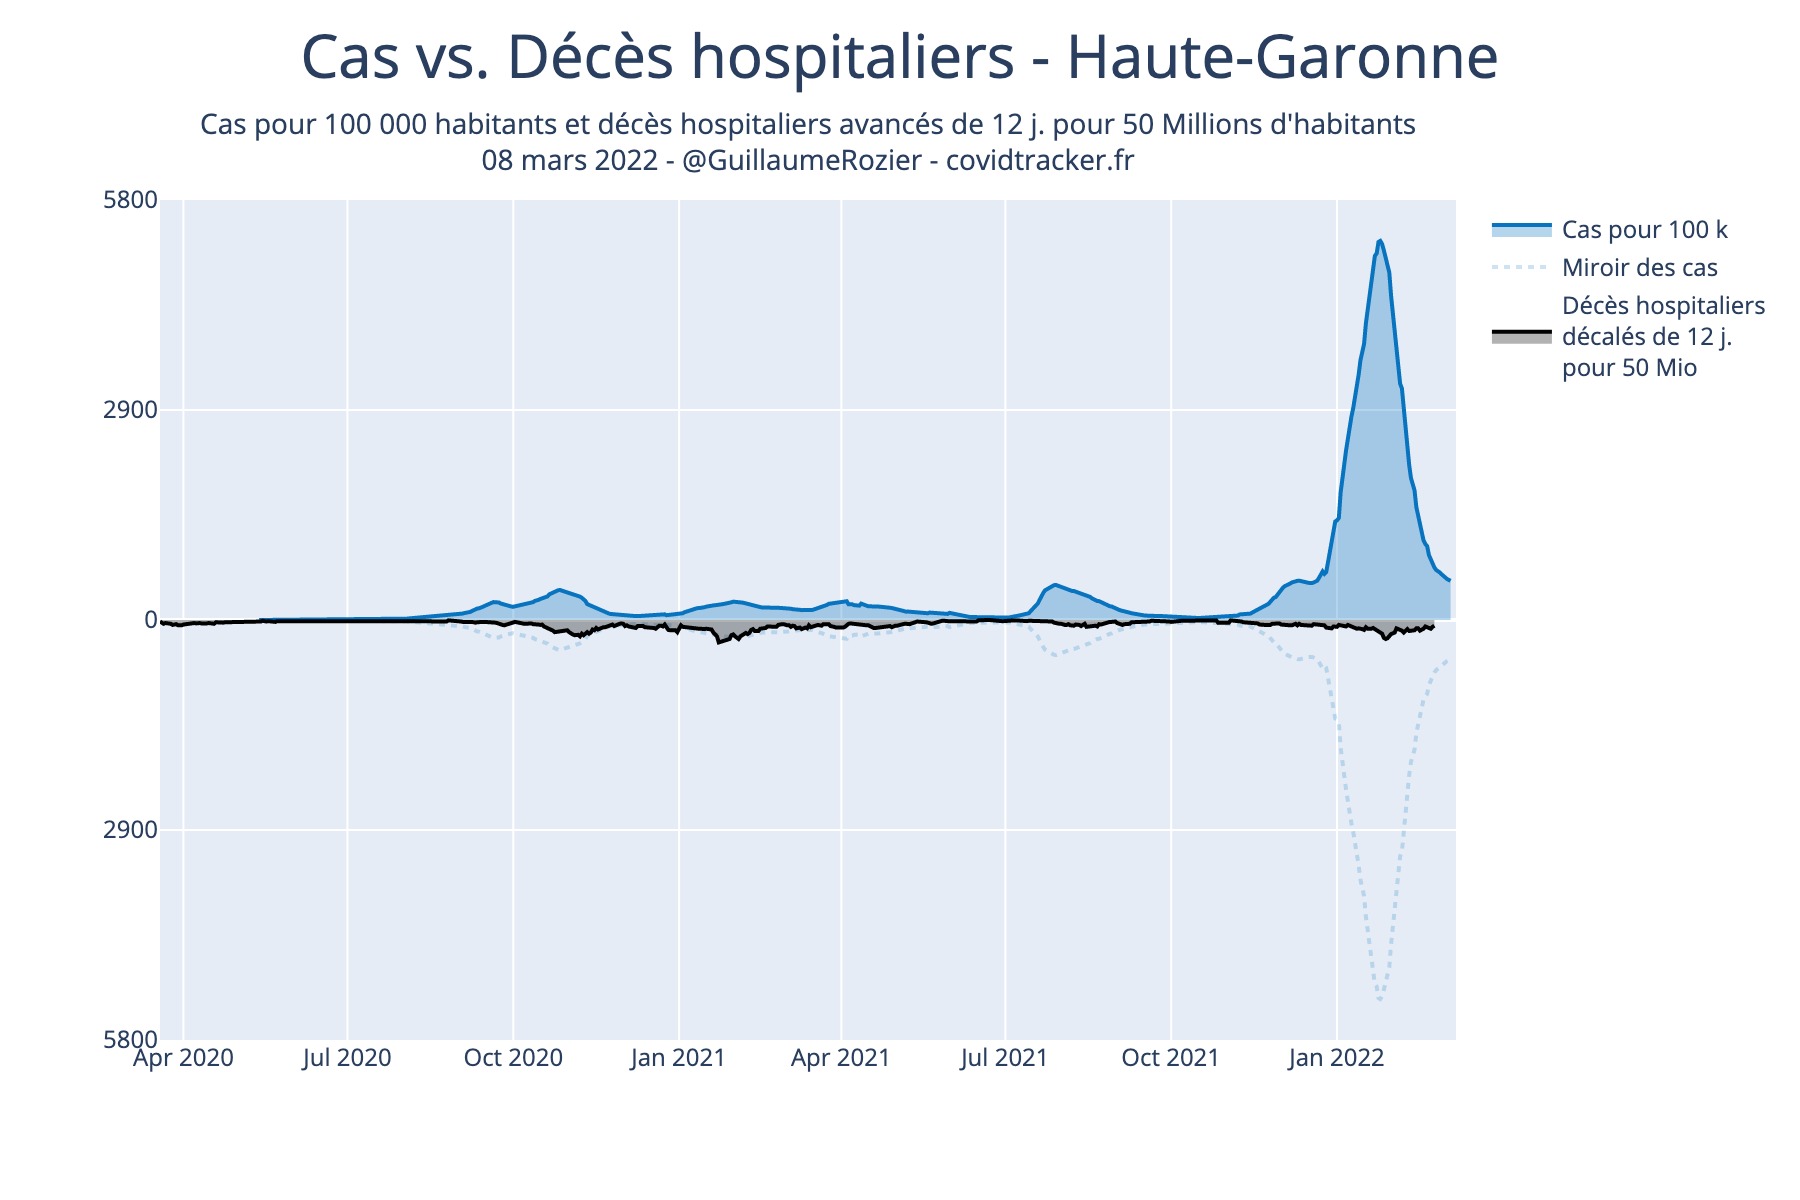 Cas vs. Décès hospitaliers - Haute-Garonne
Cas pour 100 000 habitants et décès hospitaliers avancés de 12 j. pour 50 Millions d'habitants
08 mars 2022 - @GuillaumeRozier - covidtracker.fr
5800
2900
0
2900
5800
Apr 2020
Jul 2020
Oct 2020
Jan 2021
Apr 2021
Jul 2021
Oct 2021
Jan 2022
Cas pour 100 k
Miroir des cas
Décès hospitaliers
décalés de 12 j.
pour 50 Mio